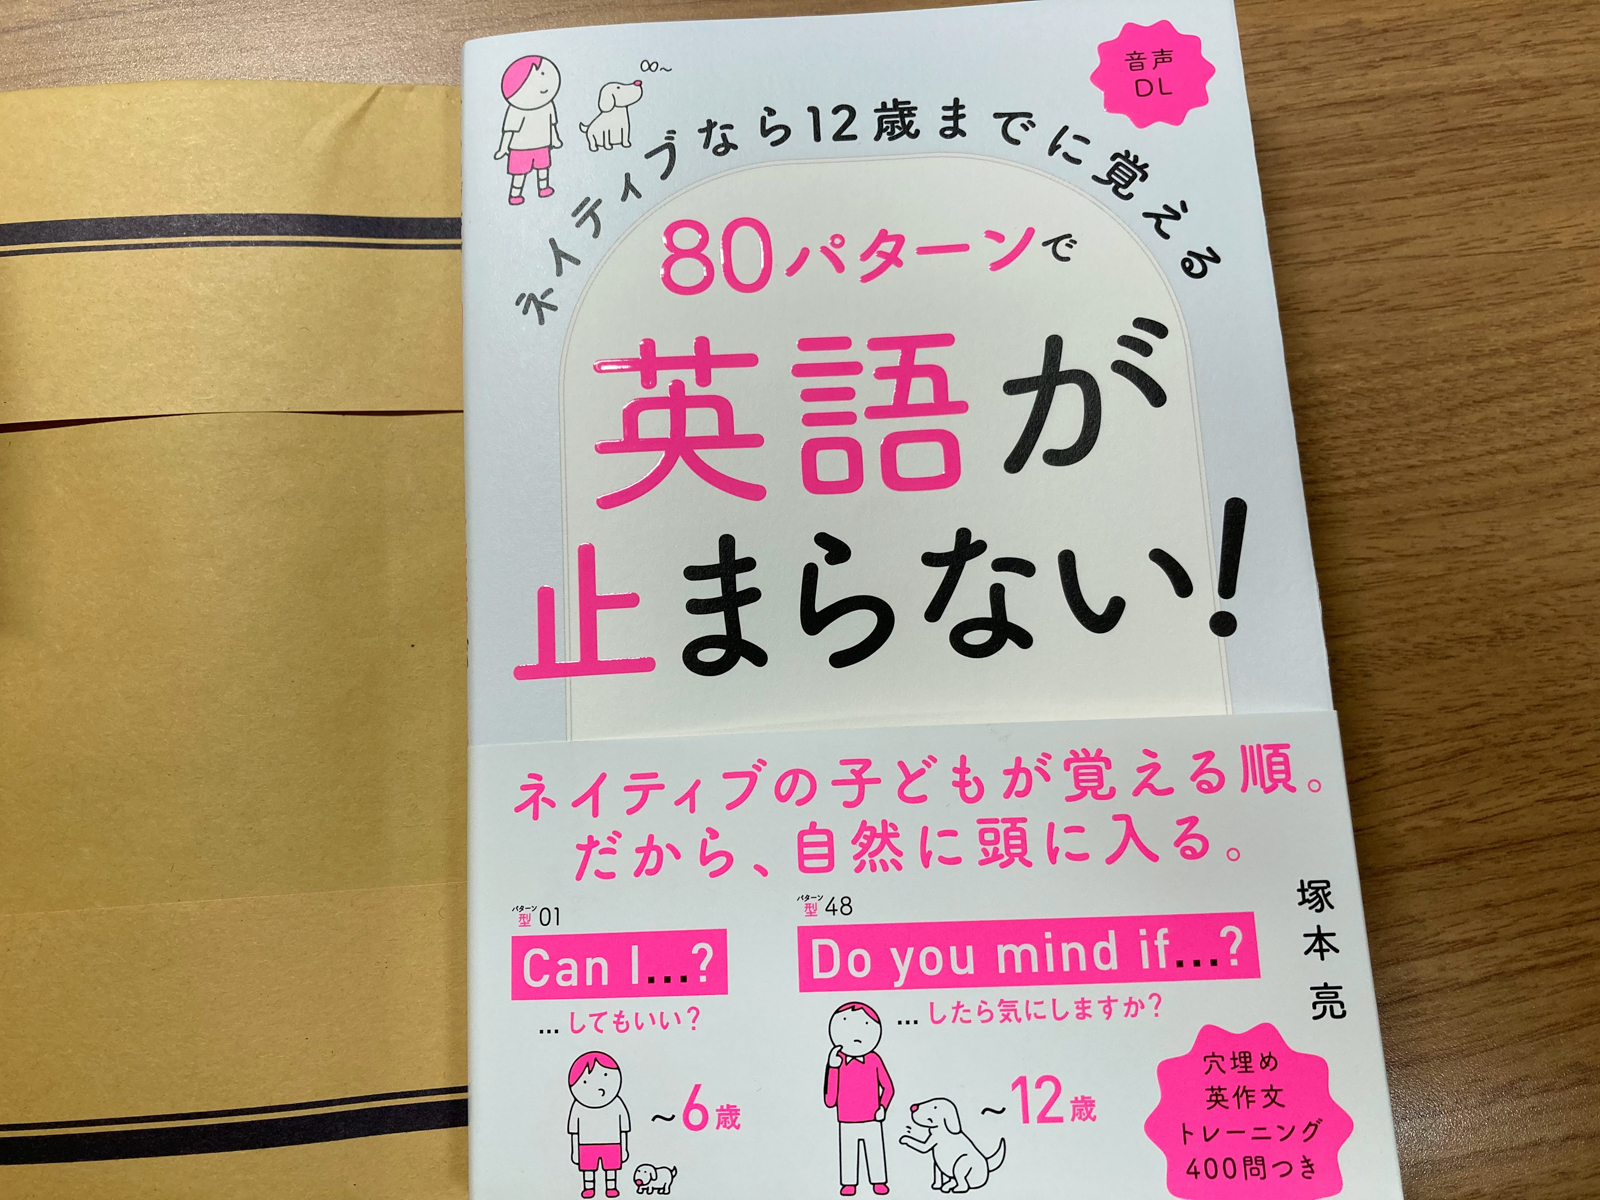 音声
DL
ネイティブなら12歳までに覚える
80パターンで
英語が
止まらない!
ネイティブの子どもが覚える順。
だから、自然に頭に入る。
パターン
型01
Can I...?
...してもいい?
~6歳
パターン
型48
Do you mind if...?
...したら気にしますか?
~12歳
塚本亮
穴埋め
英作文
トレーニング
400問つき